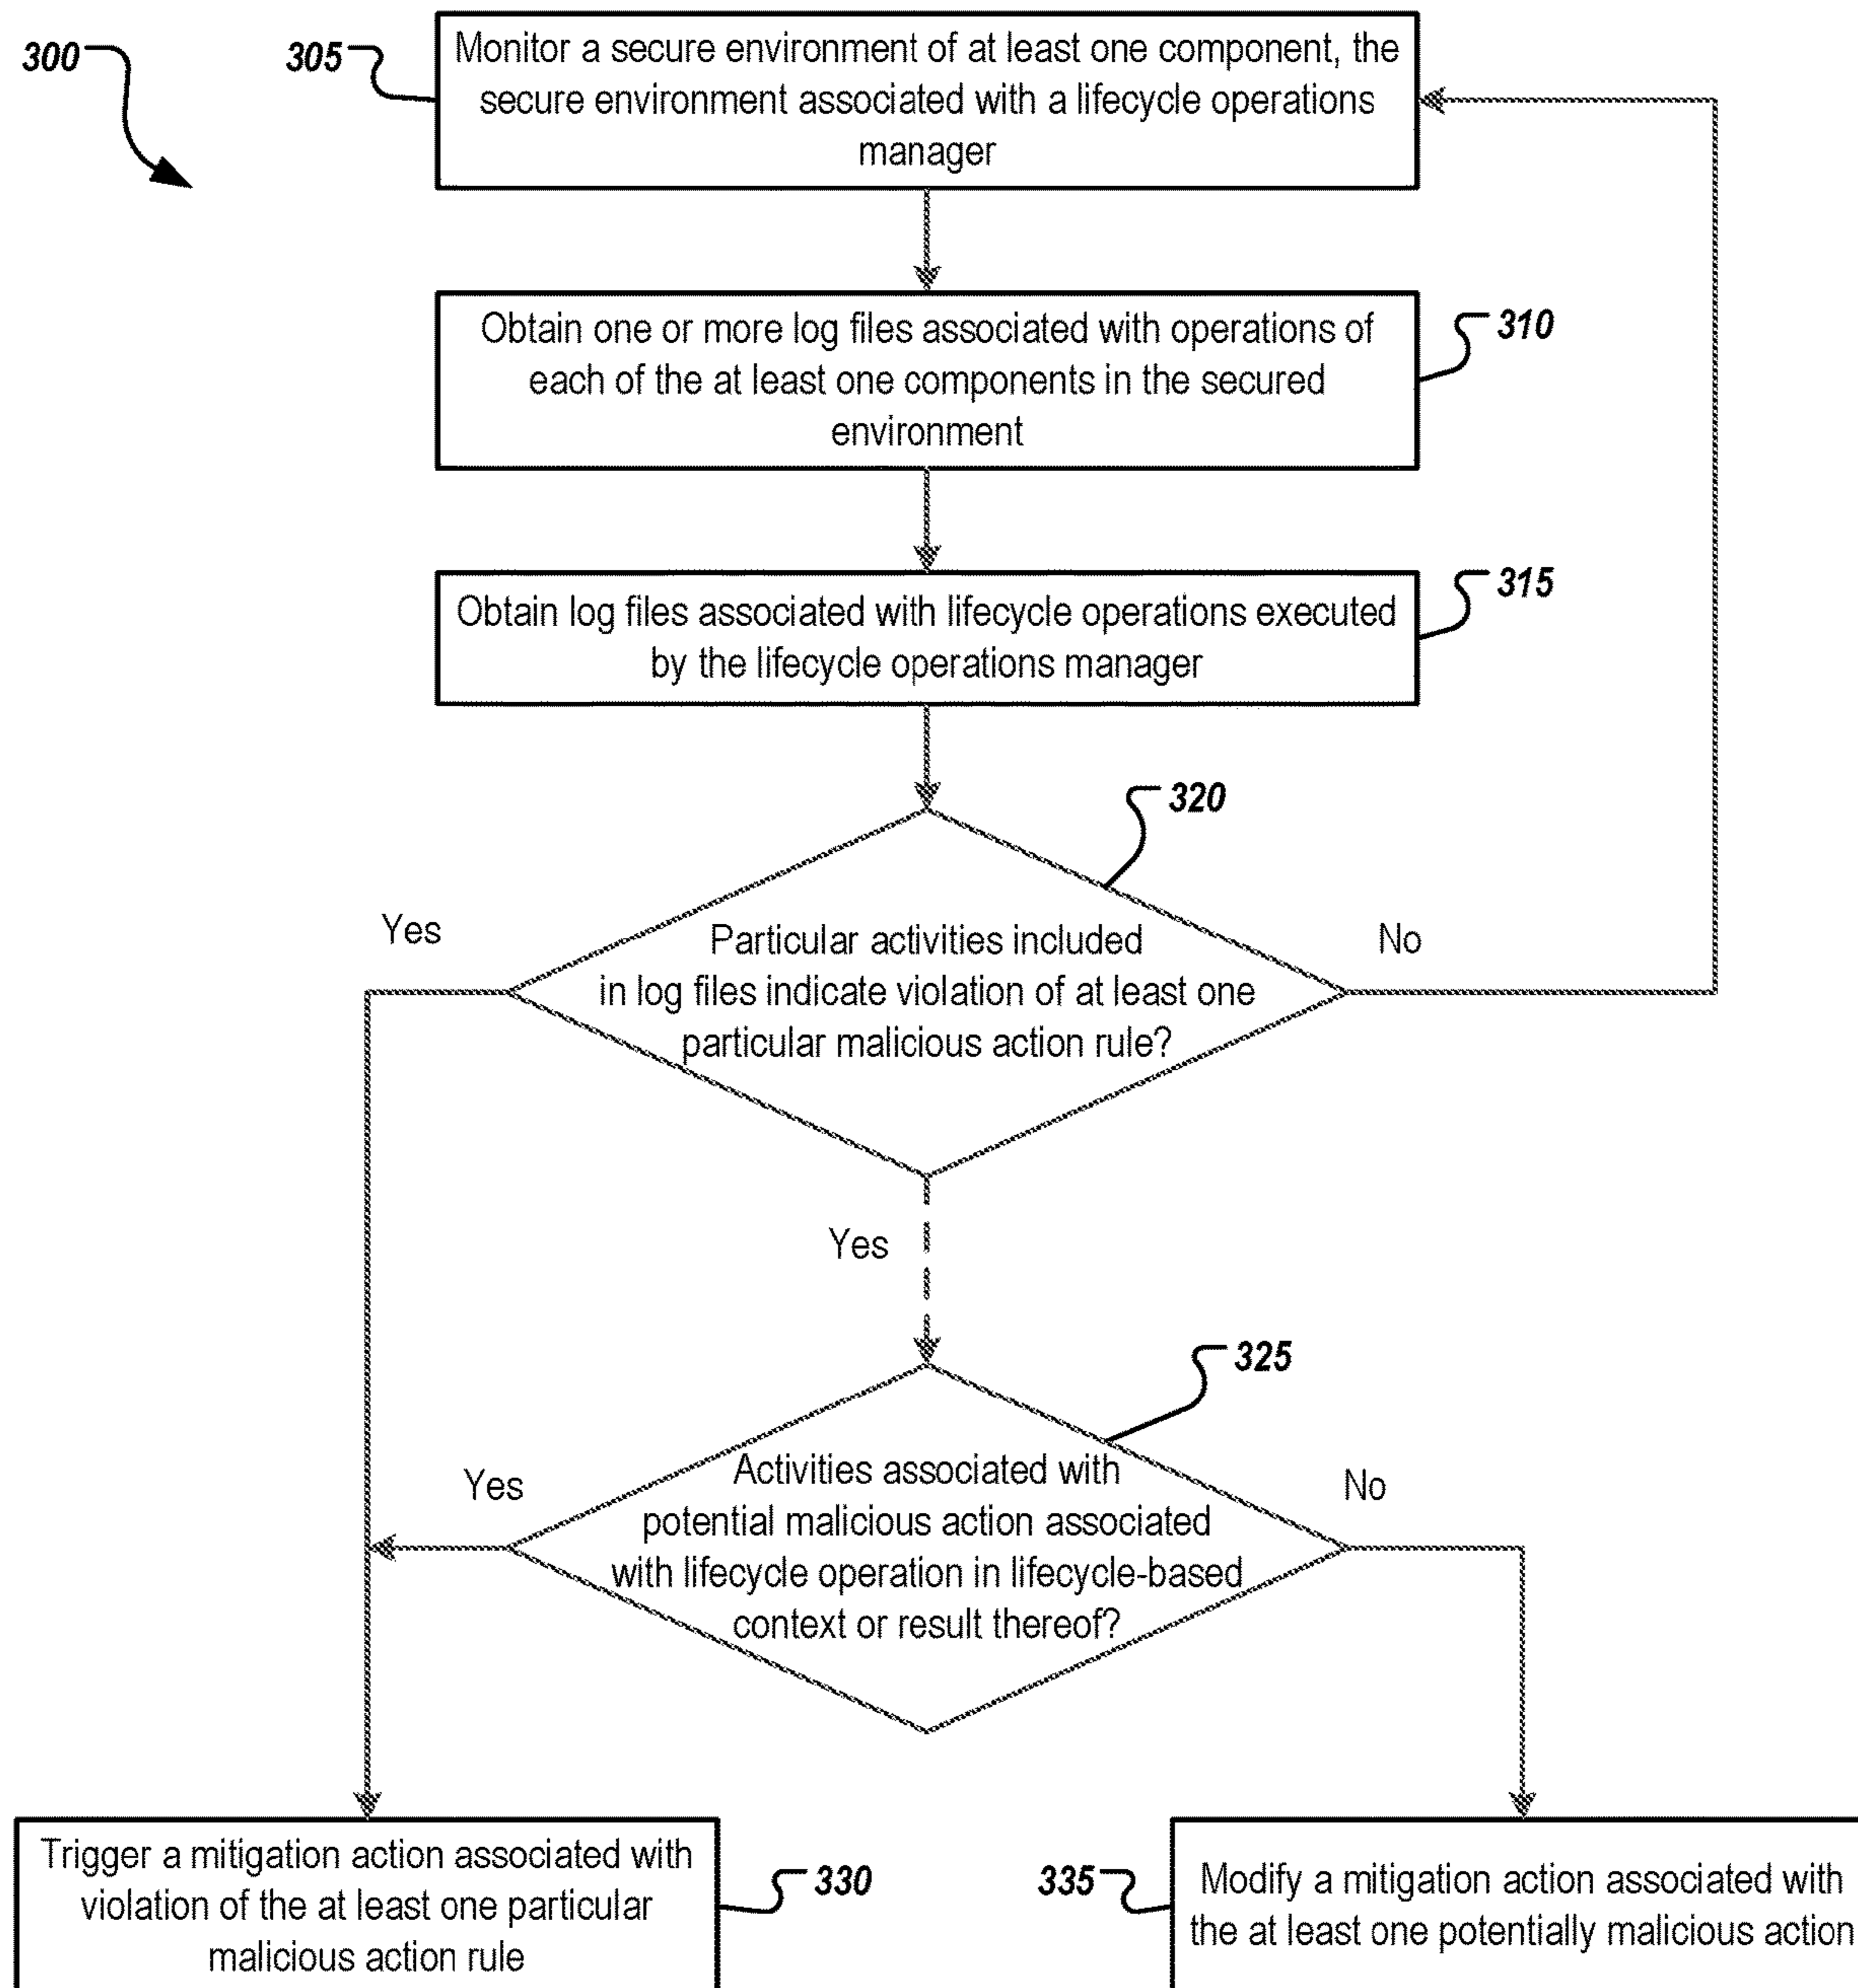 300
305
Monitor a secure environment of at least one component, the
secure environment associated with a lifecycle operations
manager
Obtain one or more log files associated with operations of
each of the at least one components in the secured
environment
310
Obtain log files associated with lifecycle operations executed
by the lifecycle operations manager
315
320
Yes
No
Particular activities included
in log files indicate violation of at least one
particular malicious action rule?
Yes
325
Yes
No
Activities associated with
potential malicious action associated
with lifecycle operation in lifecycle-based
context or result thereof?
Trigger a mitigation action associated with
violation of the at least one particular
malicious action rule
330
335
Modify a mitigation action associated with
the at least one potentially malicious action